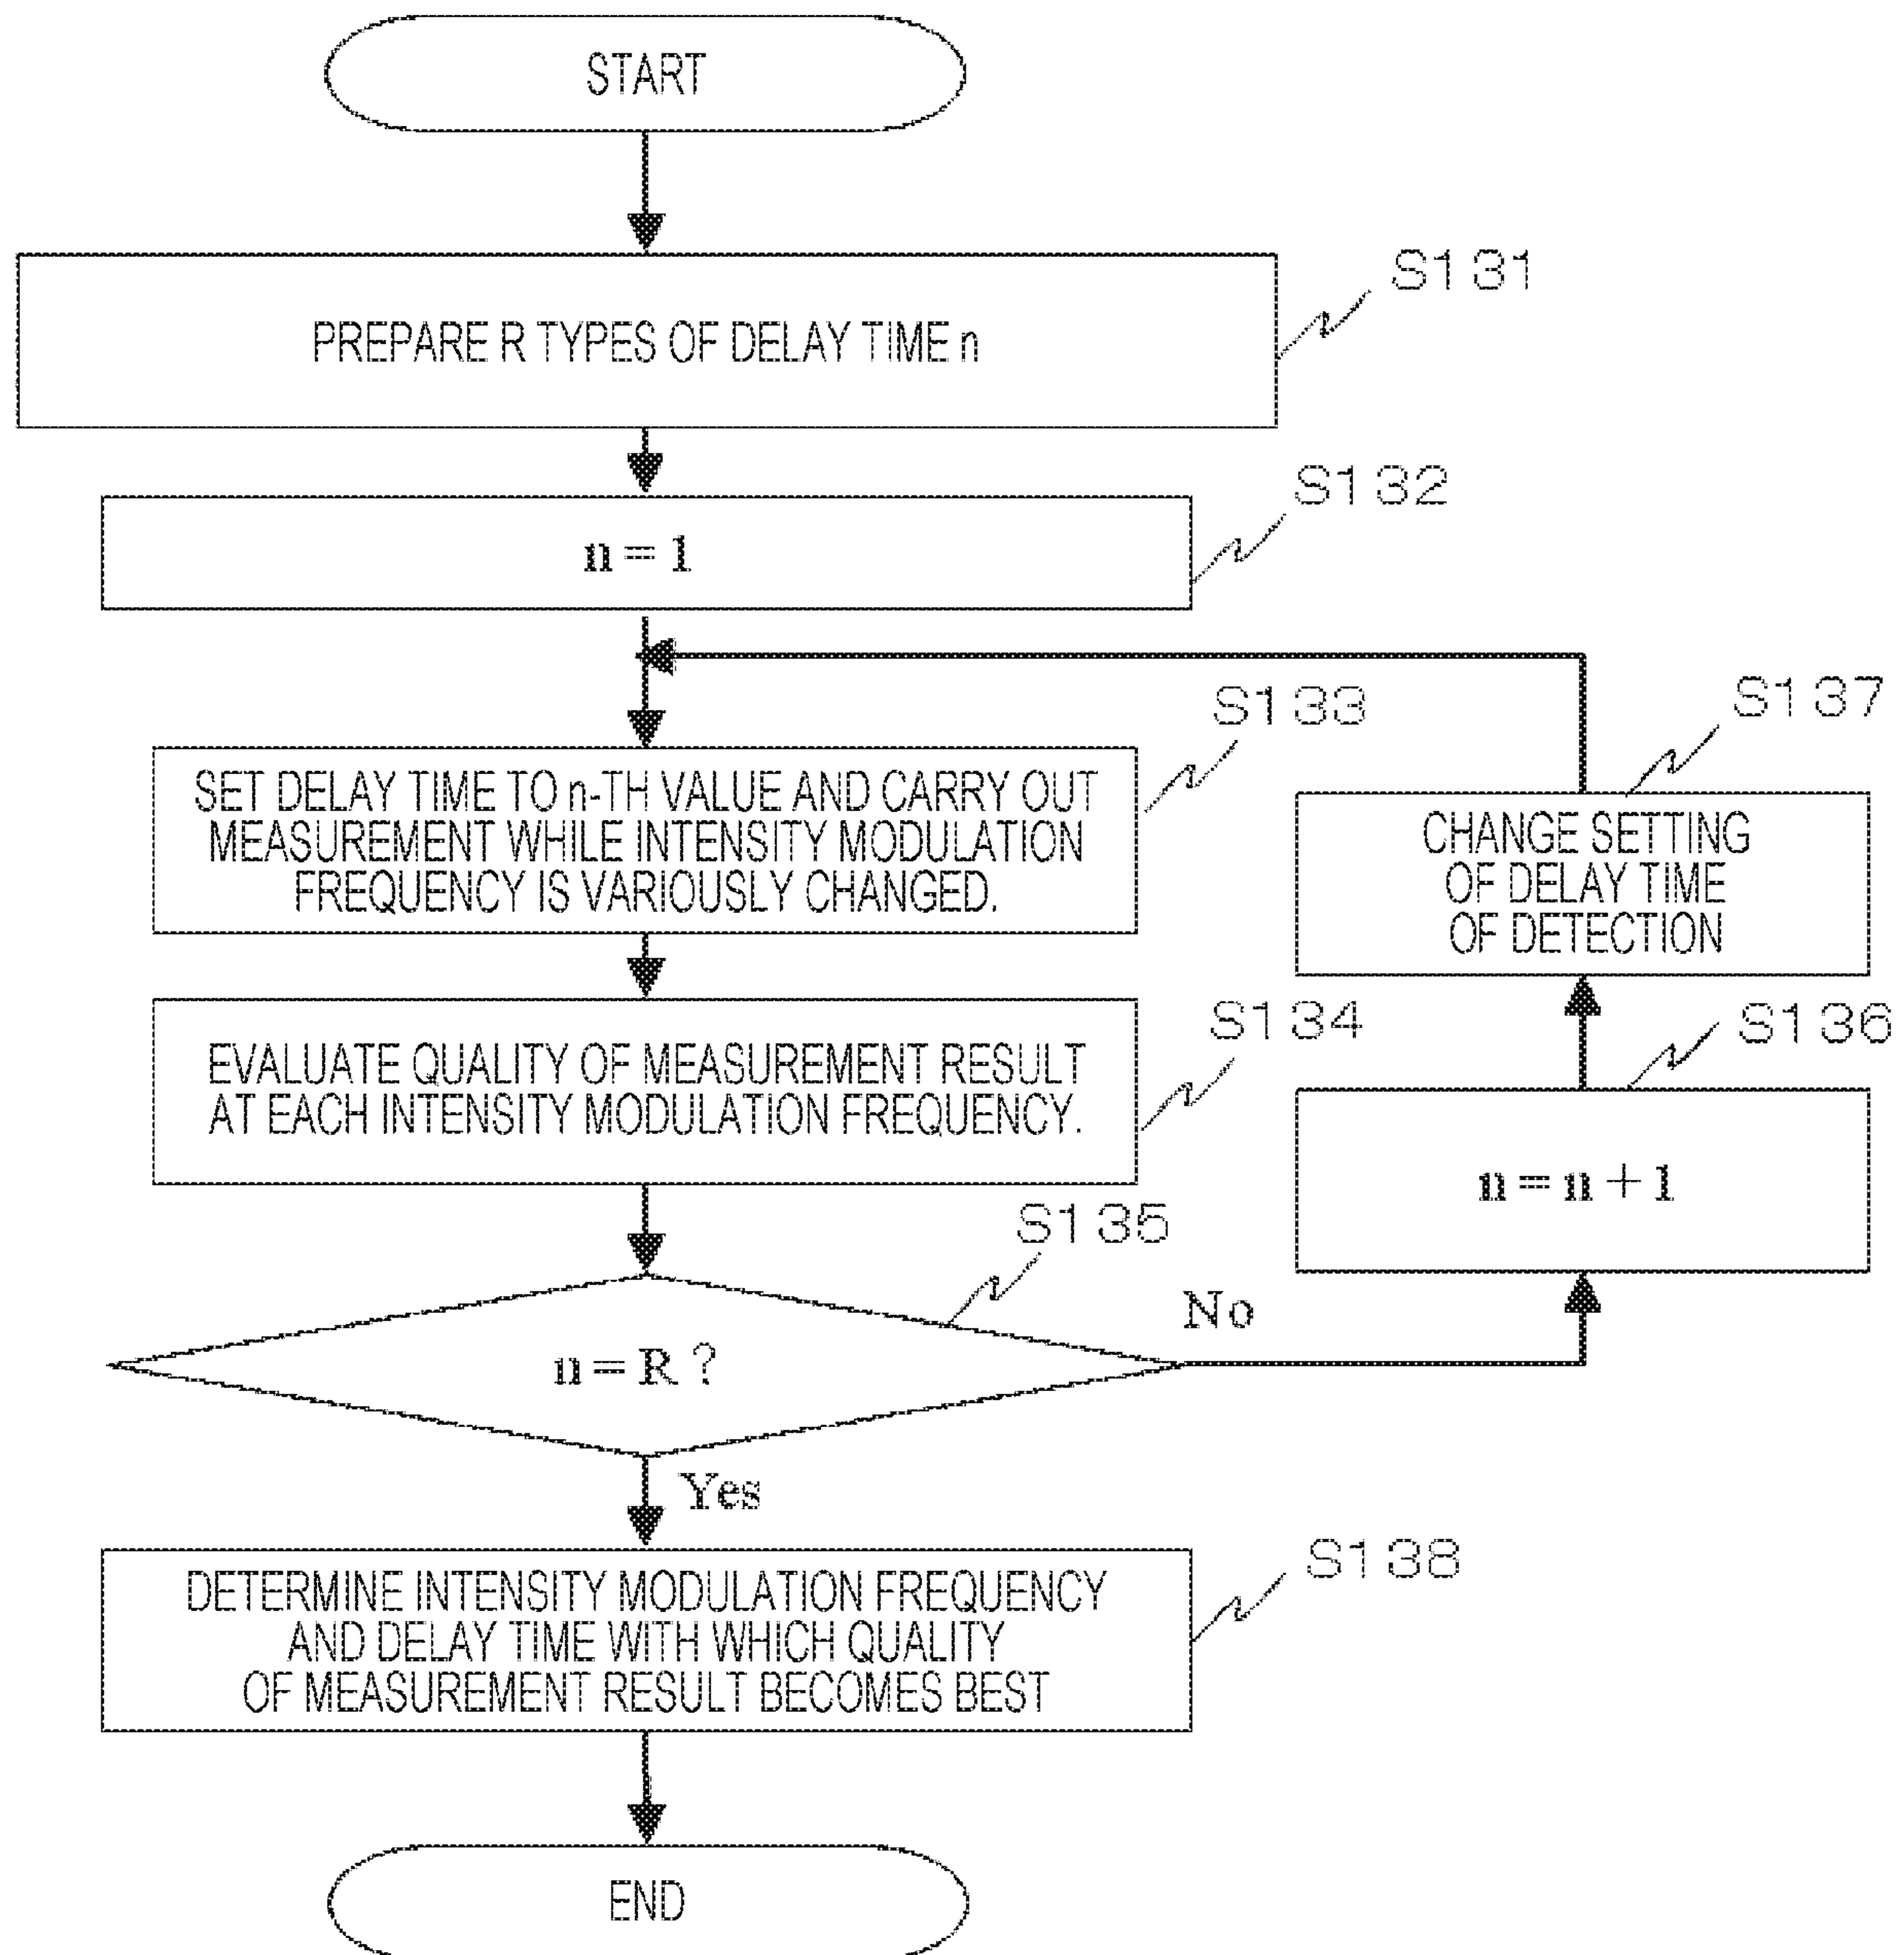 START
S131
PREPARE R TYPES OF DELAY TIME n
S132
n = 1
S133
SET DELAY TIME TO n-TH VALUE AND CARRY OUT
MEASUREMENT WHILE INTENSITY MODULATION
FREQUENCY IS VARIOUSLY CHANGED.
S137
CHANGE SETTING
OF DELAY TIME
OF DETECTION
S134
EVALUATE QUALITY OF MEASUREMENT RESULT
AT EACH INTENSITY MODULATION FREQUENCY.
S136
n = n + 1
S135
n = R ?
No
Yes
S138
DETERMINE INTENSITY MODULATION FREQUENCY
AND DELAY TIME WITH WHICH QUALITY
OF MEASUREMENT RESULT BECOMES BEST
END